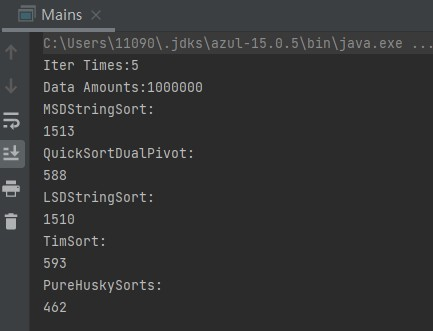 Mains
C:\Users\11090\.jdks\azul-15.0.5\bin\java.exe ...
Iter Times:5
Data Amounts:1000000
MSDStringSort:
1513
QuickSortDualPivot:
588
LSDStringSort:
1510
TimSort:
593
PureHuskySorts:
462